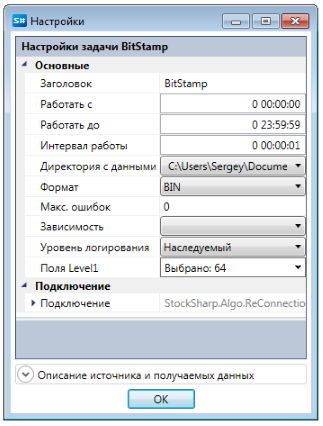 S# Настройки
Настройки задачи BitStamp
Основные
Заголовок BitStamp
Работать с 0 00:00:00
Работать до 0 23:59:59
Интервал работы 0 00:00:01
Директория с данными C:\Users\Sergey\Docume
Формат BIN
Макс. ошибок 0
Зависимость
Уровень логирования Наследуемый
Поля Level1 Выбрано: 64
Подключение
Подключение StockSharp.Algo.ReConnectio
Описание источника и получаемых данных
OK